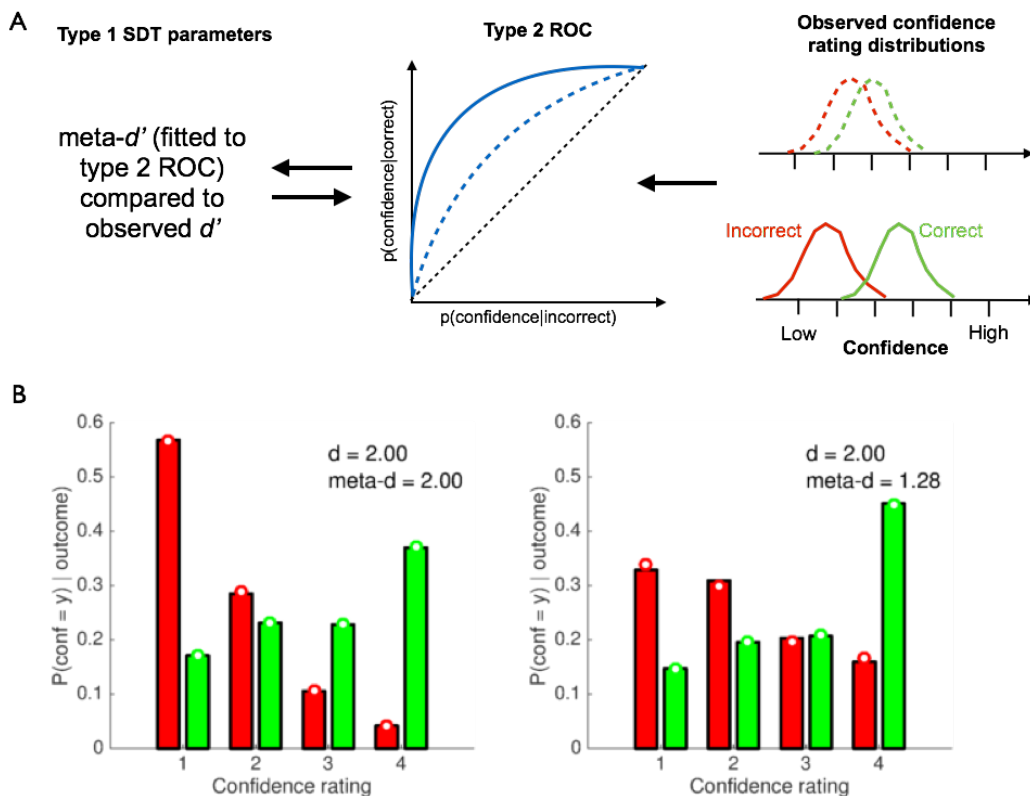 A
Type 1 SDT parameters
Type 2 ROC
Observed confidence
rating distributions
meta-d’ (fitted to
type 2 ROC)
compared to
observed d’
p(confidence|correct)
p(confidence|incorrect)
Incorrect
Correct
Low
High
Confidence
B
P(conf = y) | outcome)
0.6
0.5
0.4
0.3
0.2
0.1
0
d = 2.00
meta-d = 2.00
1 2 3 4
Confidence rating
P(conf = y) | outcome)
0.6
0.5
0.4
0.3
0.2
0.1
0
d = 2.00
meta-d = 1.28
1 2 3 4
Confidence rating